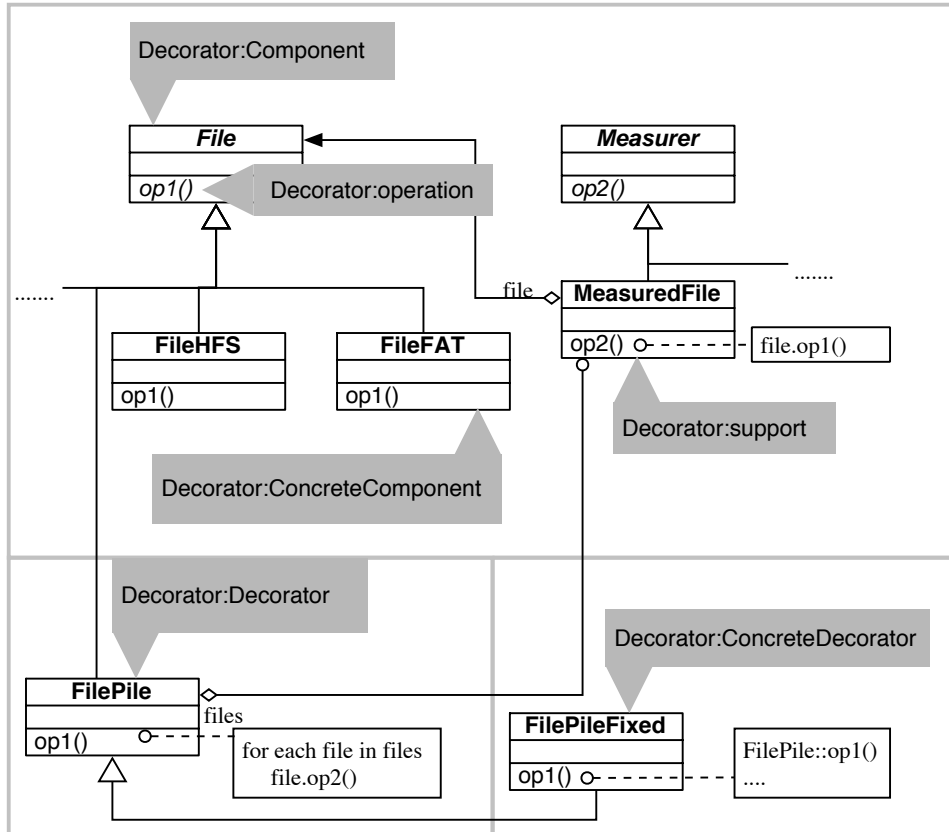 Decorator:Component
File
op1()
Decorator:operation
Measurer
op2()
.......
.......
file
MeasuredFile
op2()
file.op1()
FileHFS
op1()
FileFAT
op1()
Decorator:support
Decorator:ConcreteComponent
Decorator:Decorator
Decorator:ConcreteDecorator
FilePile
files
op1()
for each file in files
file.op2()
FilePileFixed
op1()
FilePile::op1()
....